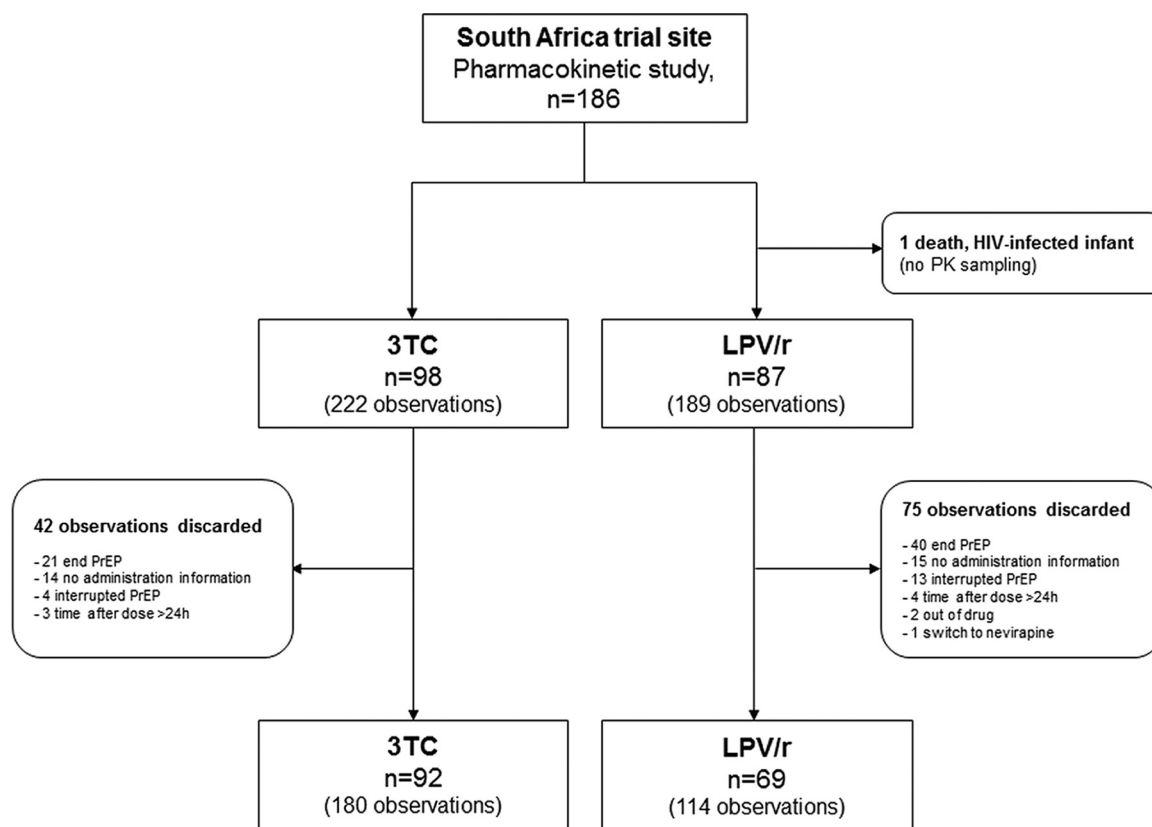 South Africa trial site
Pharmacokinetic study,
n=186
1 death, HIV-infected infant
(no PK sampling)
3TC
n=98
(222 observations)
LPV/r
n=87
(189 observations)
42 observations discarded
- 21 end PrEP
- 14 no administration information
- 4 interrupted PrEP
- 3 time after dose >24h
75 observations discarded
- 40 end PrEP
- 15 no administration information
- 13 interrupted PrEP
- 4 time after dose >24h
- 2 out of drug
- 1 switch to nevirapine
3TC
n=92
(180 observations)
LPV/r
n=69
(114 observations)